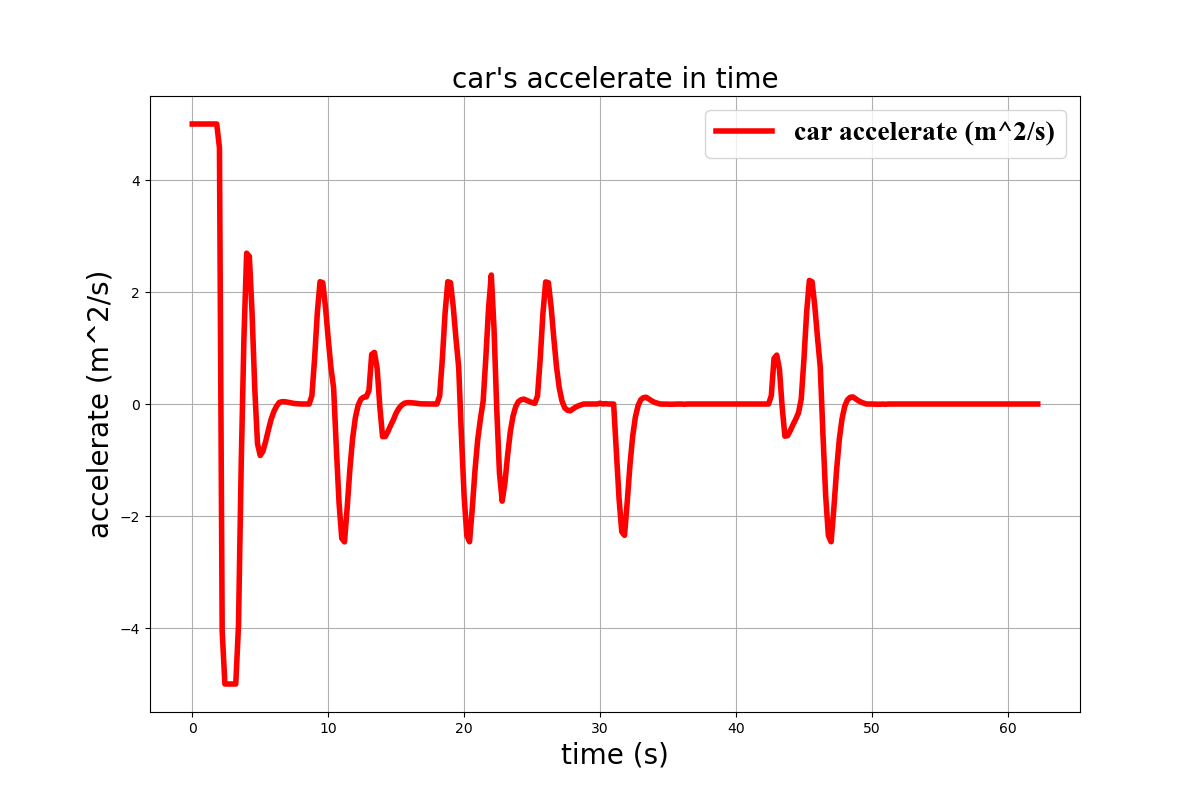 car's accelerate in time
car accelerate (m^2/s)
accelerate (m^2/s)
4
2
0
−2
−4
0 10 20 30 40 50 60
time (s)